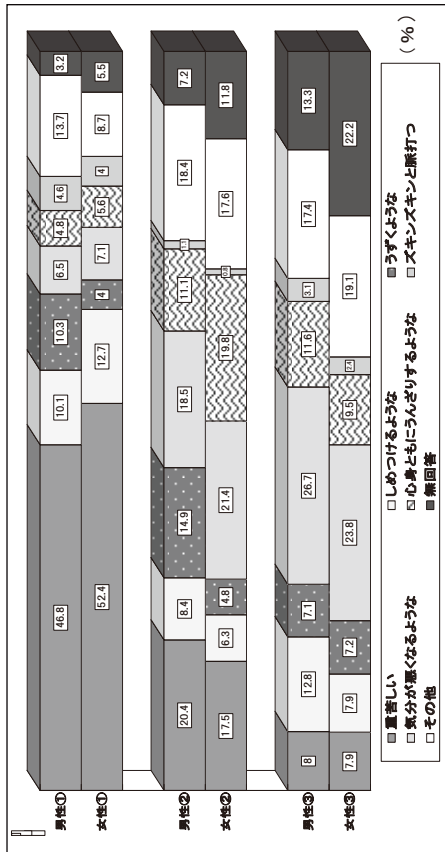 男性① 46.8 10.1 10.3 6.5 4.8 4.6 13.7 3.2
女性① 52.4 12.7 4 7.1 5.6 4 8.7 5.5
男性② 20.4 8.4 14.9 18.5 11.1 1.1 18.4 7.2
女性② 17.5 6.3 4.8 21.4 19.8 0.8 17.6 11.8
男性③ 8 12.8 7.1 26.7 11.6 3.1 17.4 13.3
女性③ 7.9 7.9 7.2 23.8 9.5 2.4 19.1 22.2
(%)
重苦しい しめつけるような うずくような
気分が悪くなるような 心身ともにうんざりするような ズキンズキンと脈打つ
その他 無回答